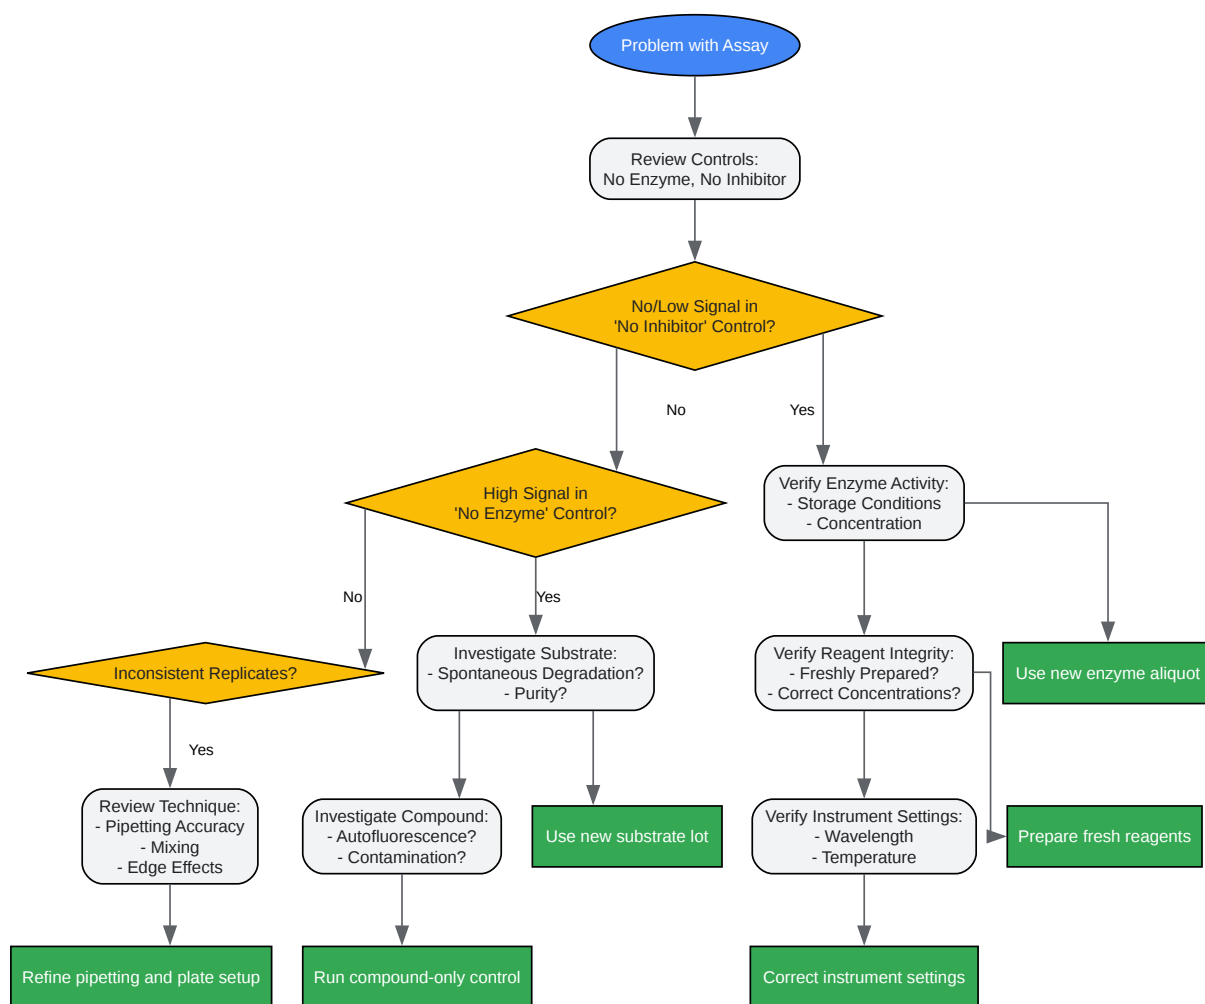 Problem with Assay
Review Controls:
No Enzyme, No Inhibitor
No/Low Signal in
'No Inhibitor' Control?
No
Yes
High Signal in
'No Enzyme' Control?
Verify Enzyme Activity:
- Storage Conditions
- Concentration
No
Yes
Inconsistent Replicates?
Investigate Substrate:
- Spontaneous Degradation?
- Purity?
Verify Reagent Integrity:
- Freshly Prepared?
- Correct Concentrations?
Use new enzyme aliquot
Yes
Review Technique:
- Pipetting Accuracy
- Mixing
- Edge Effects
Investigate Compound:
- Autofluorescence?
- Contamination?
Use new substrate lot
Verify Instrument Settings:
- Wavelength
- Temperature
Prepare fresh reagents
Refine pipetting and plate setup
Run compound-only control
Correct instrument settings